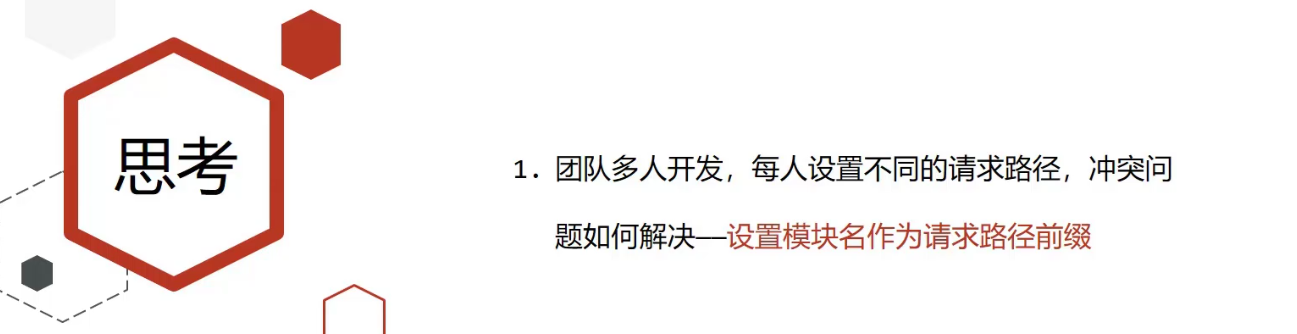 思考
1. 团队多人开发，每人设置不同的请求路径，冲突问
题如何解决——设置模块名作为请求路径前缀